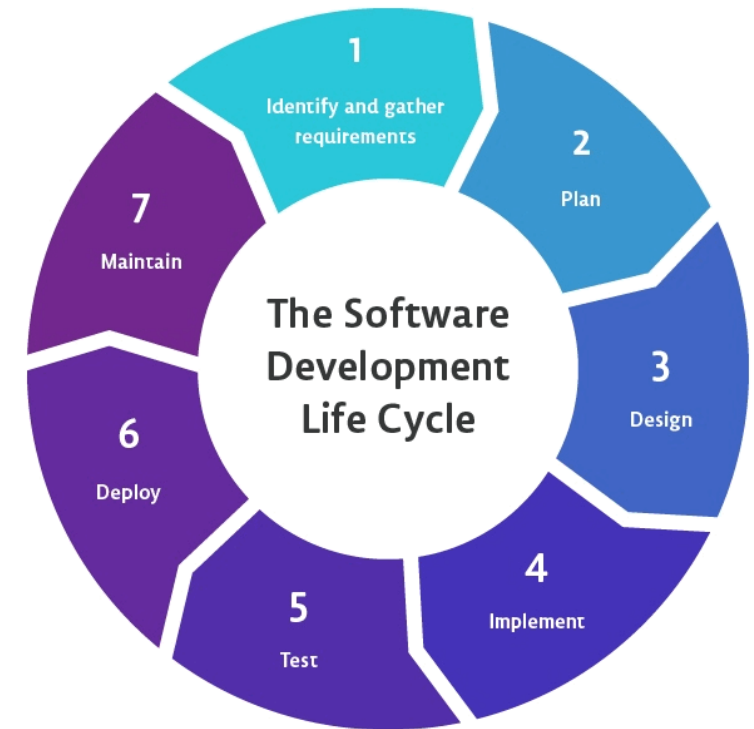 1
Identify and gather
requirements
2
Plan
3
Design
4
Implement
5
Test
6
Deploy
7
Maintain
The Software
Development
Life Cycle